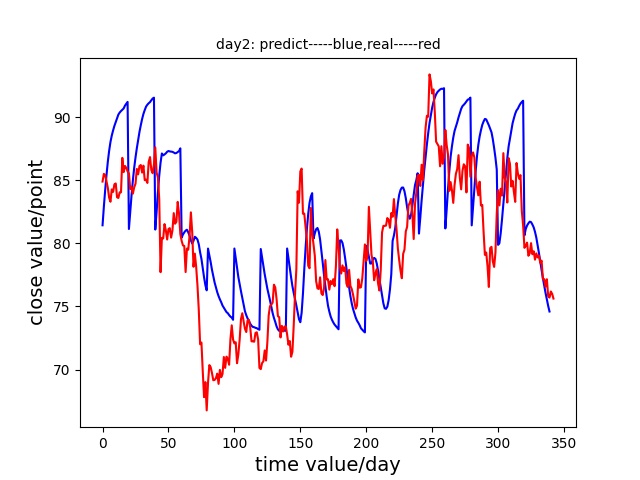 day2: predict-----blue,real-----red
close value/point
90
85
80
75
70
0 50 100 150 200 250 300 350
time value/day